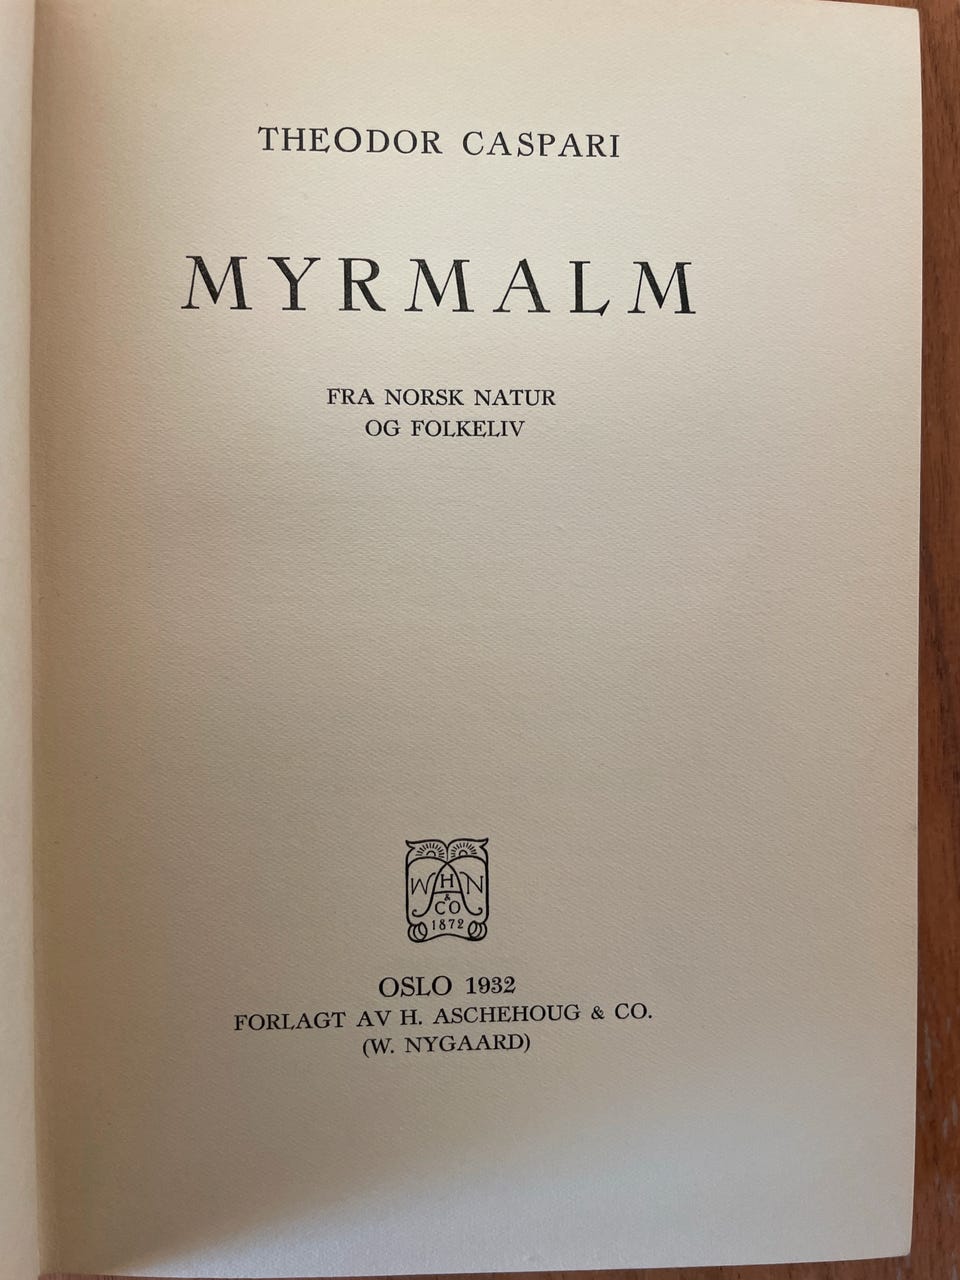 THEODOR CASPARI
MYRMALM
FRA NORSK NATUR
OG FOLKELIV
W H N
&
CO
1872
OSLO 1932
FORLAGT AV H. ASCHEHOUG & CO.
(W. NYGAARD)